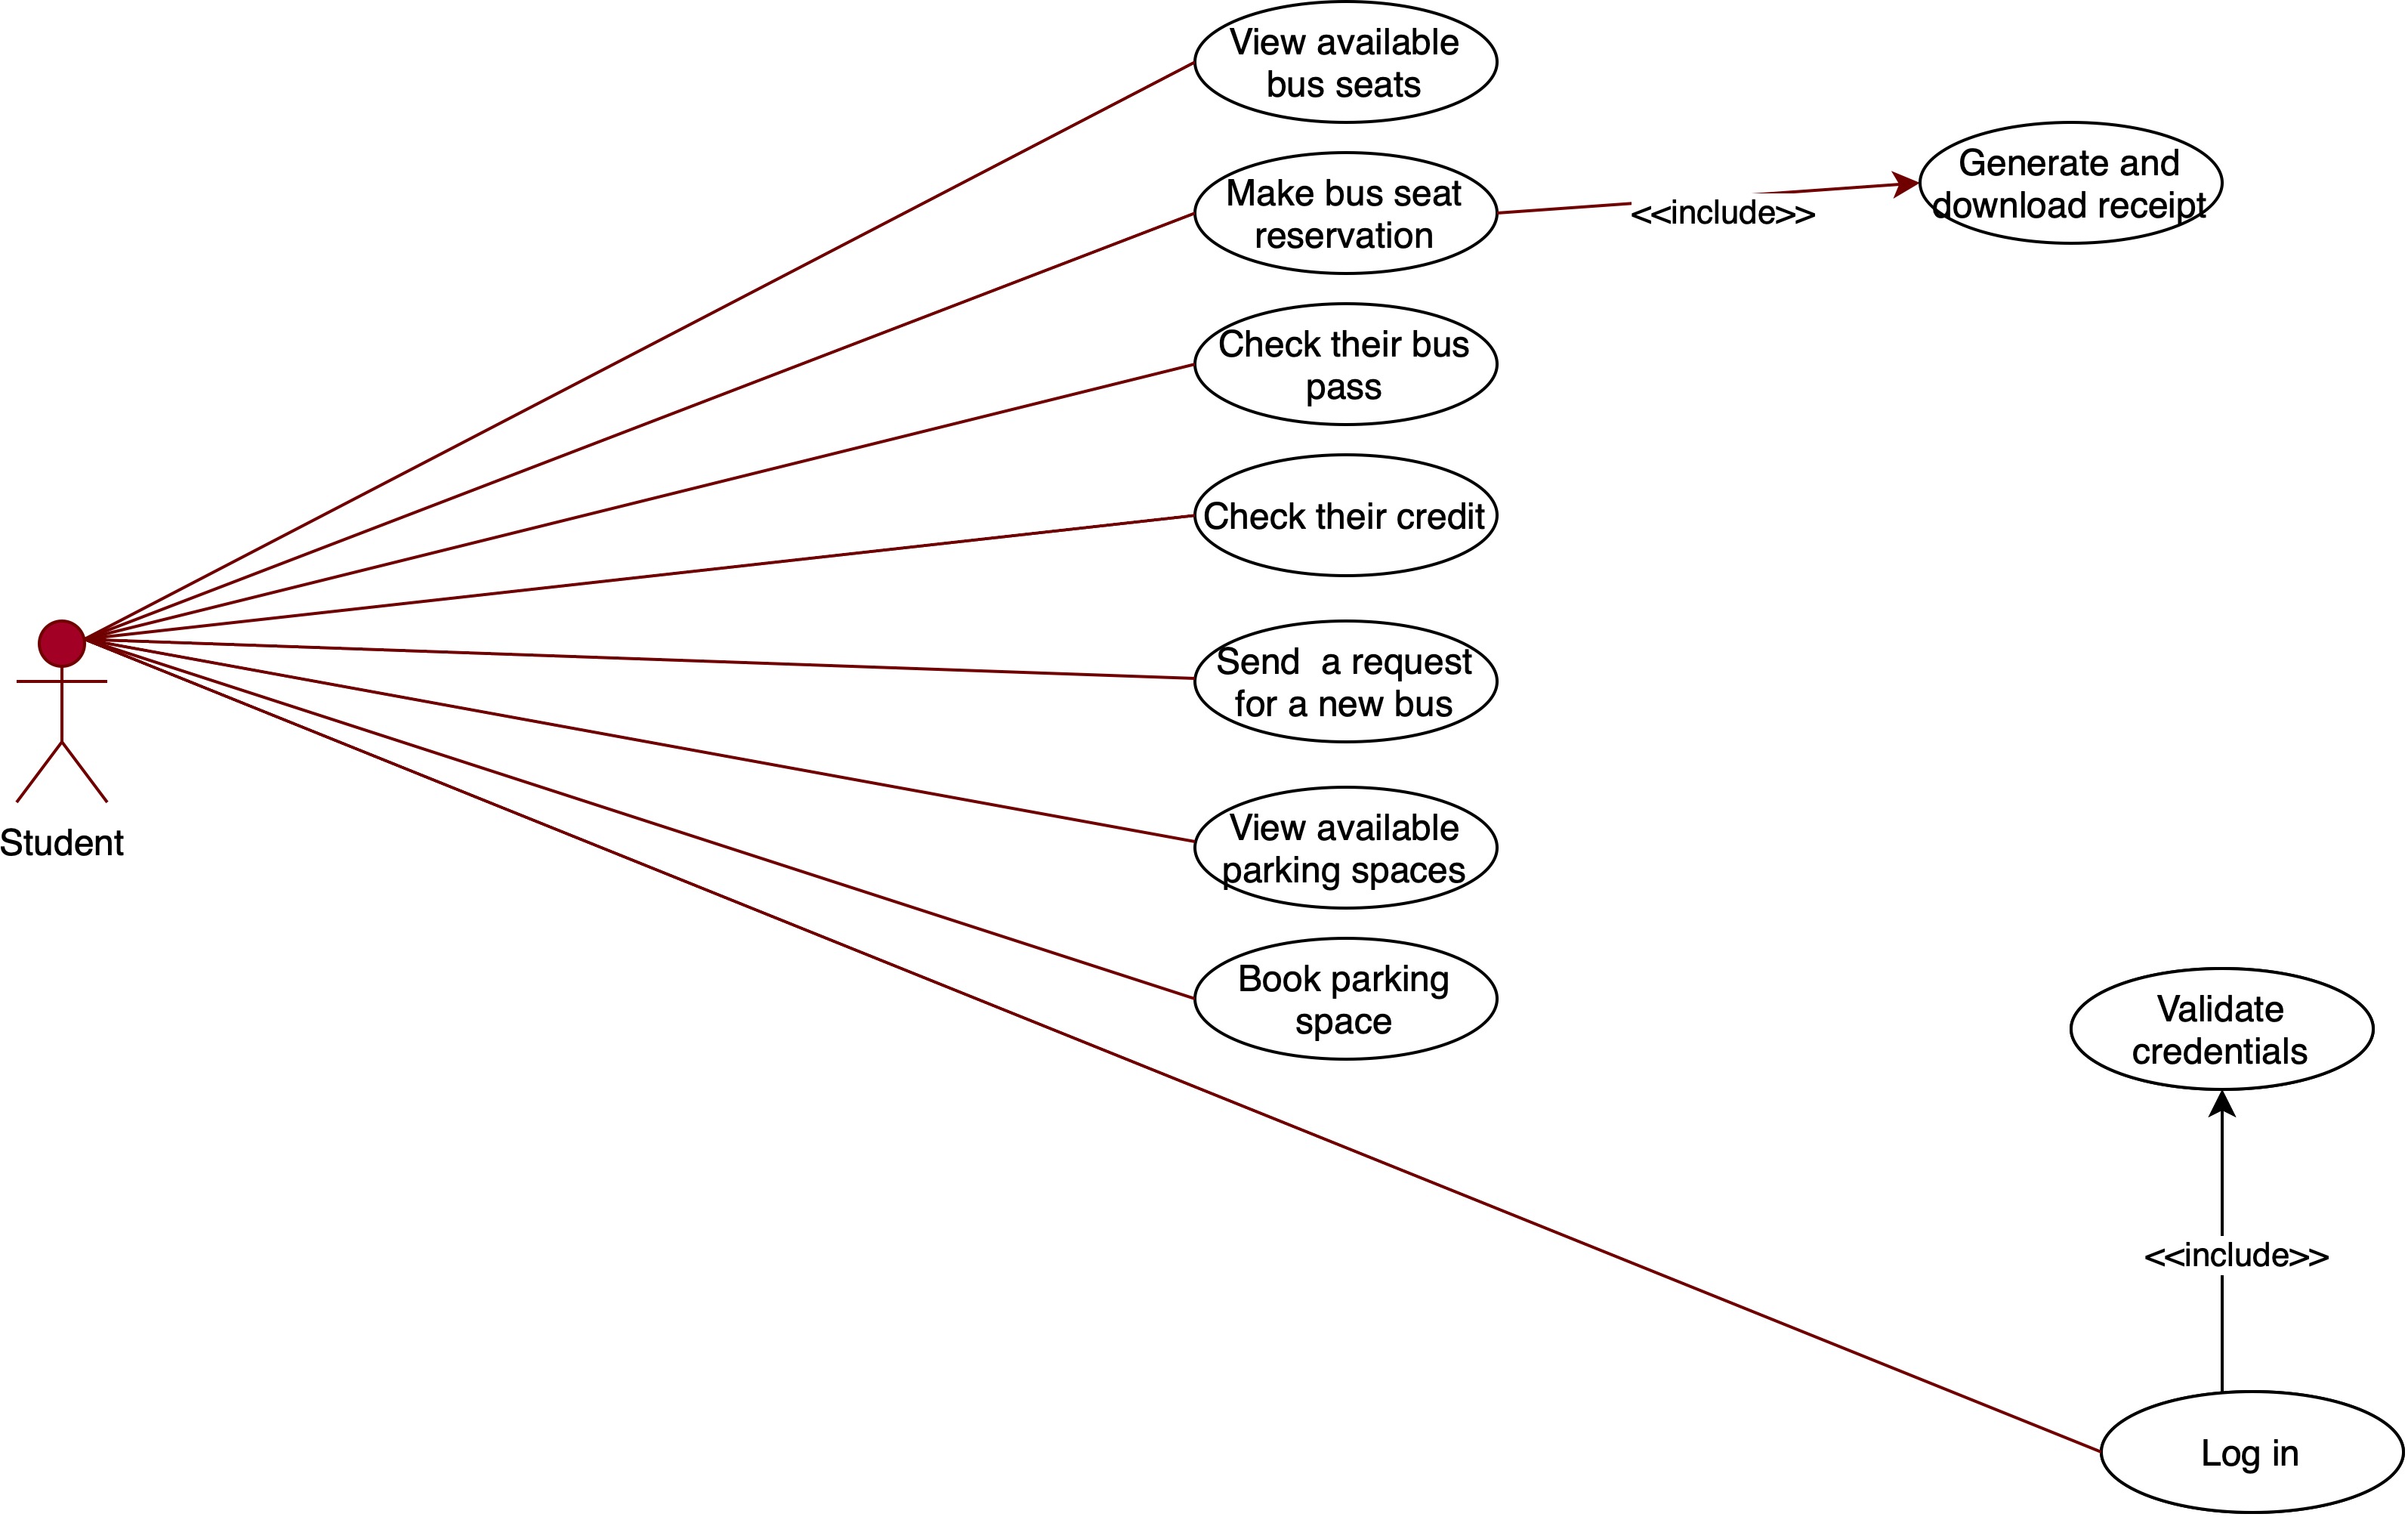 View available
bus seats
Make bus seat
reservation
<<include>>
Generate and
download receipt
Check their bus
pass
Check their credit
Send  a request
for a new bus
Student
View available
parking spaces
Book parking
space
Validate
credentials
<<include>>
Log in